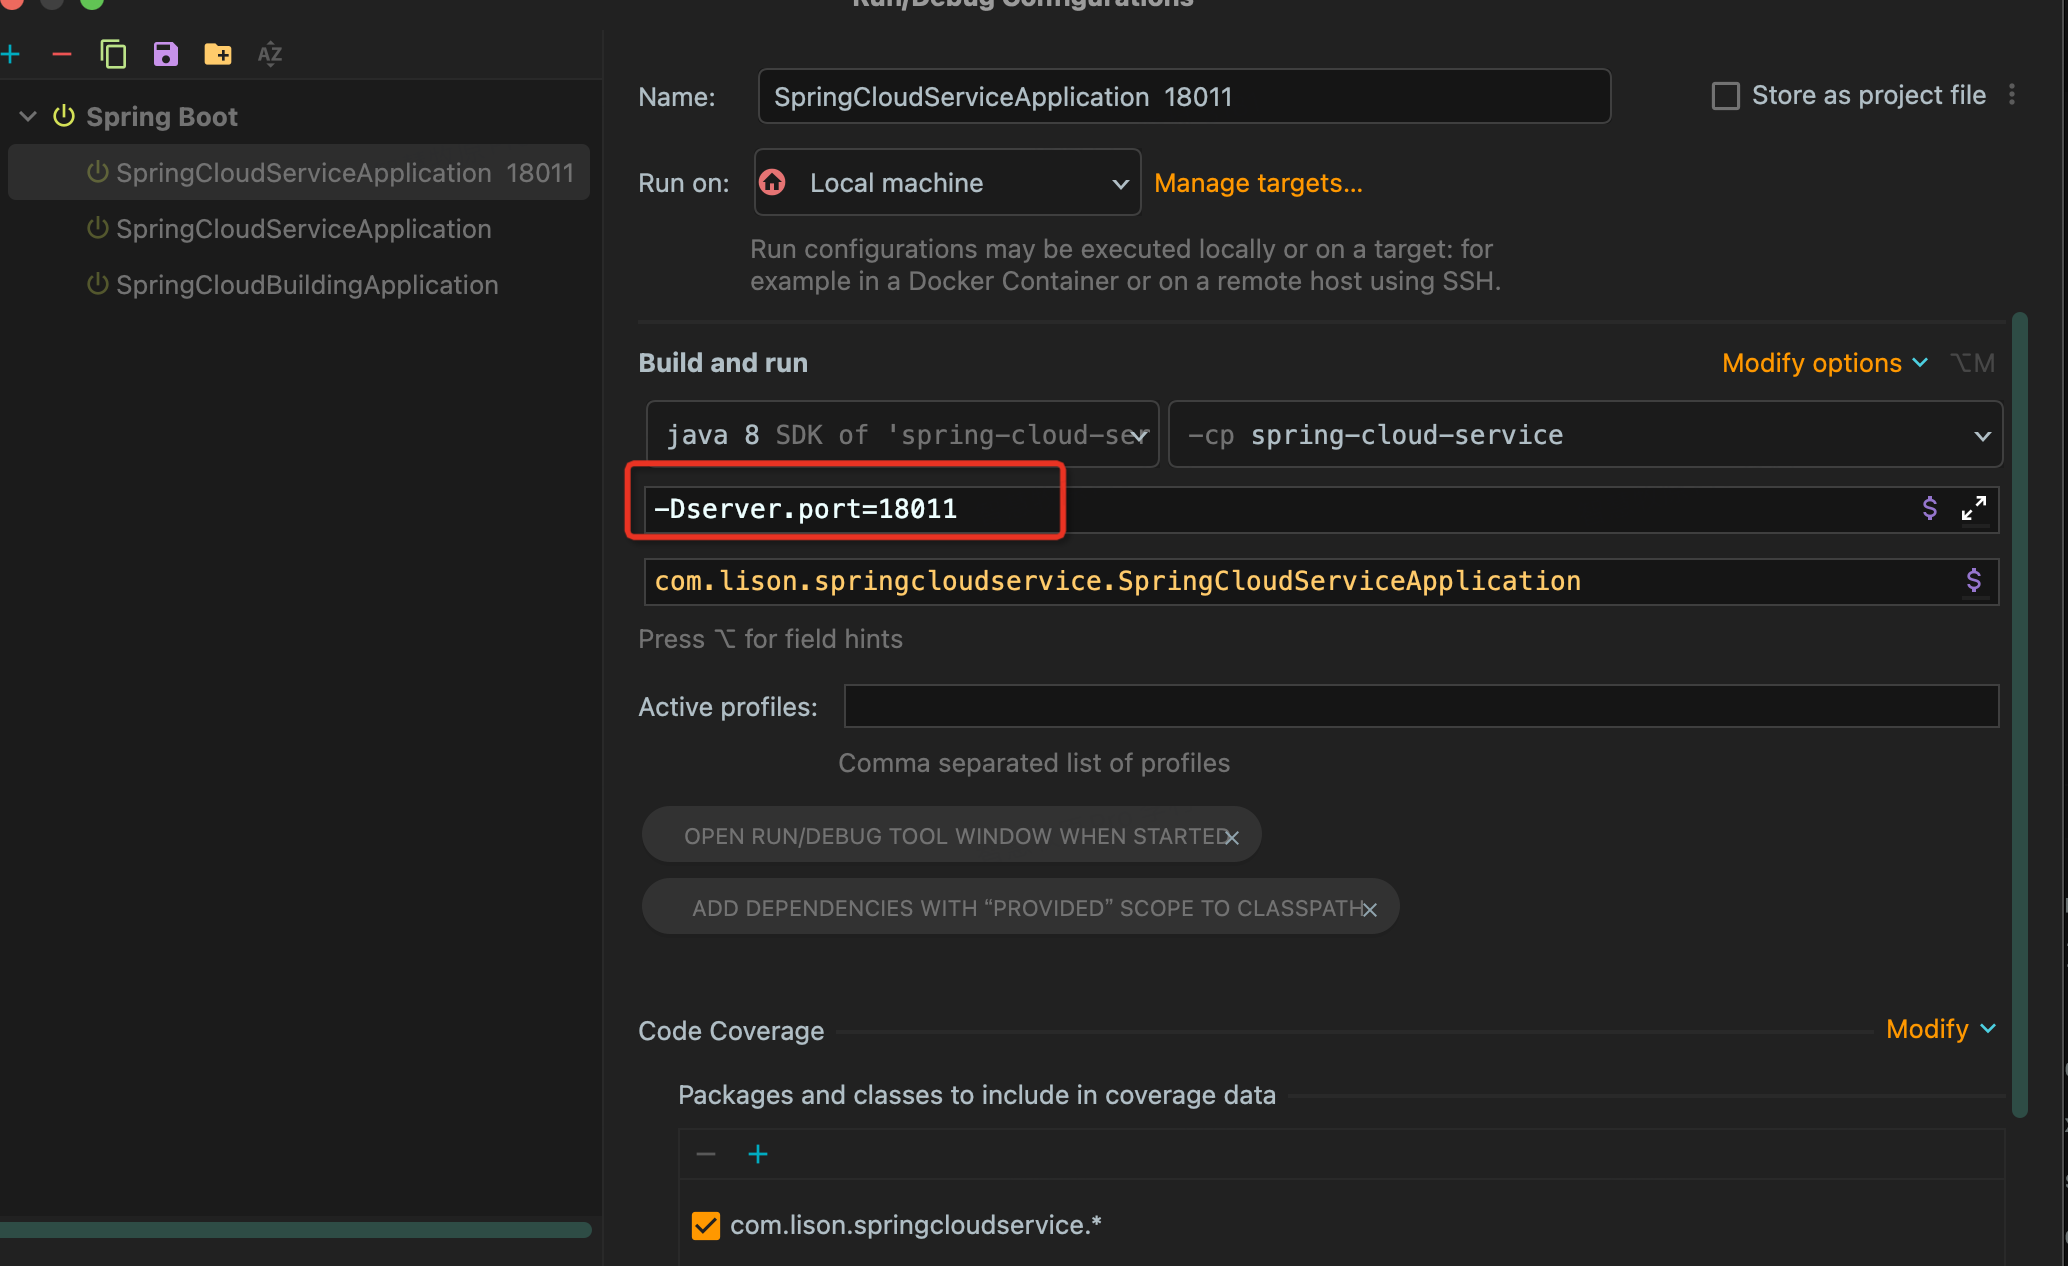 Run/Debug Configurations
AZ
Spring Boot
SpringCloudServiceApplication 18011
SpringCloudServiceApplication
SpringCloudBuildingApplication
Name:
SpringCloudServiceApplication 18011
Store as project file
Run on:
Local machine
Manage targets...
Run configurations may be executed locally or on a target: for
example in a Docker Container or on a remote host using SSH.
Build and run
Modify options
⌥M
java 8 SDK of 'spring-cloud-ser
-cp spring-cloud-service
-Dserver.port=18011
$
com.lison.springcloudservice.SpringCloudServiceApplication
$
Press ⌥ for field hints
Active profiles:
Comma separated list of profiles
OPEN RUN/DEBUG TOOL WINDOW WHEN STARTED
ADD DEPENDENCIES WITH “PROVIDED” SCOPE TO CLASSPATH
Code Coverage
Modify
Packages and classes to include in coverage data
com.lison.springcloudservice.*